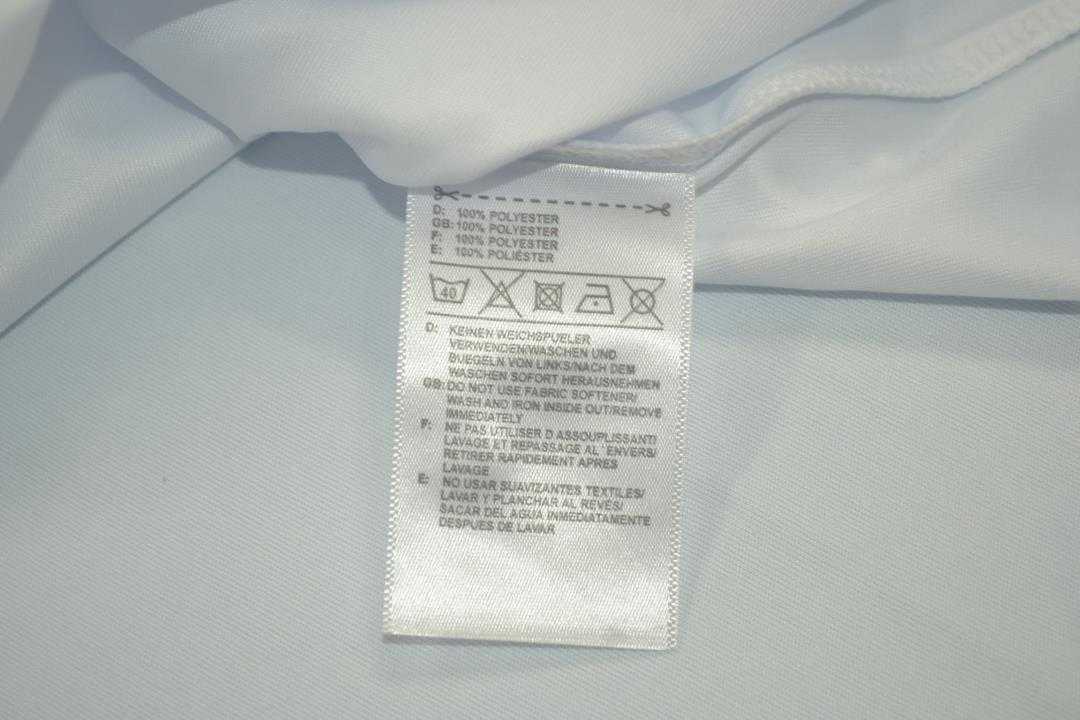 D: 100% POLYESTER
GB: 100% POLYESTER
F: 100% POLYESTER
E: 100% POLIÉSTER
40
D: KEINEN WEICHSPUELER
VERWENDEN/WASCHEN UND
BUEGELN VON LINKS/NACH DEM
WASCHEN SOFORT HERAUSNEHMEN
GB: DO NOT USE FABRIC SOFTENER/
WASH AND IRON INSIDE OUT/REMOVE
IMMEDIATELY
F: NE PAS UTILISER D ASSOUPLISSANT/
LAVAGE ET REPASSAGE AL´ENVERS/
RETIRER RAPIDEMENT APRES
LAVAGE
E: NO USAR SUAVIZANTES TEXTILES/
LAVAR Y PLANCHAR AL REVÉS/
SACAR DEL AGUA INMEDIATAMENTE
DESPUES DE LAVAR